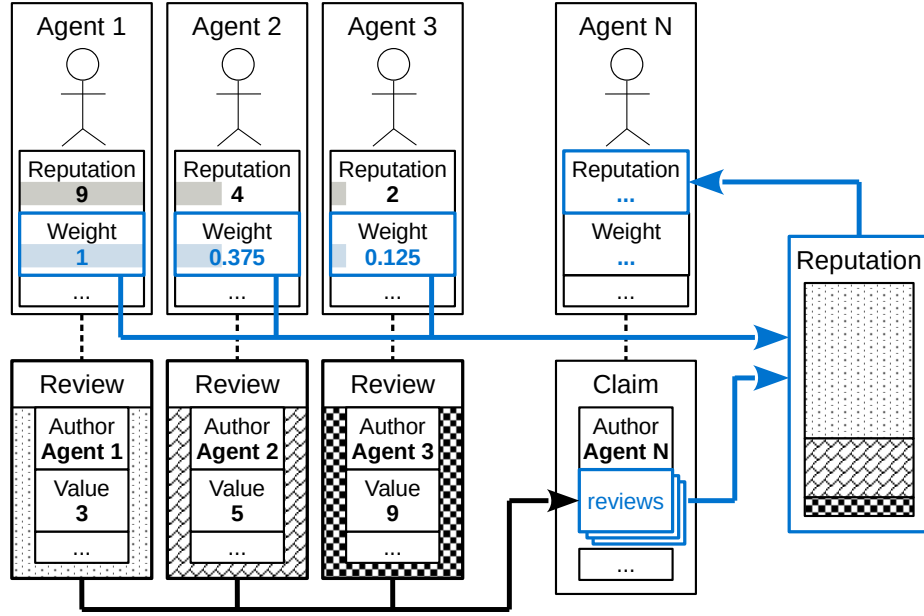 Agent 1
Reputation
9
Weight
1
...
Agent 2
Reputation
4
Weight
0.375
...
Agent 3
Reputation
2
Weight
0.125
...
Agent N
Reputation
...
Weight
...
...
Reputation
Review
Author
Agent 1
Value
3
...
Review
Author
Agent 2
Value
5
...
Review
Author
Agent 3
Value
9
...
Claim
Author
Agent N
reviews
...